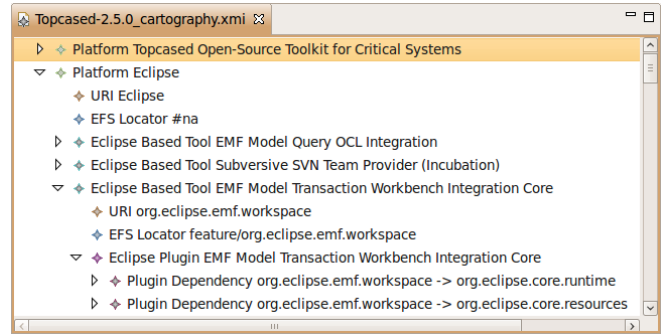 Topcased-2.5.0_cartography.xmi
Platform Topcased Open-Source Toolkit for Critical Systems
Platform Eclipse
URI Eclipse
EFS Locator #na
Eclipse Based Tool EMF Model Query OCL Integration
Eclipse Based Tool Subversive SVN Team Provider (Incubation)
Eclipse Based Tool EMF Model Transaction Workbench Integration Core
URI org.eclipse.emf.workspace
EFS Locator feature/org.eclipse.emf.workspace
Eclipse Plugin EMF Model Transaction Workbench Integration Core
Plugin Dependency org.eclipse.emf.workspace -> org.eclipse.core.runtime
Plugin Dependency org.eclipse.emf.workspace -> org.eclipse.core.resources